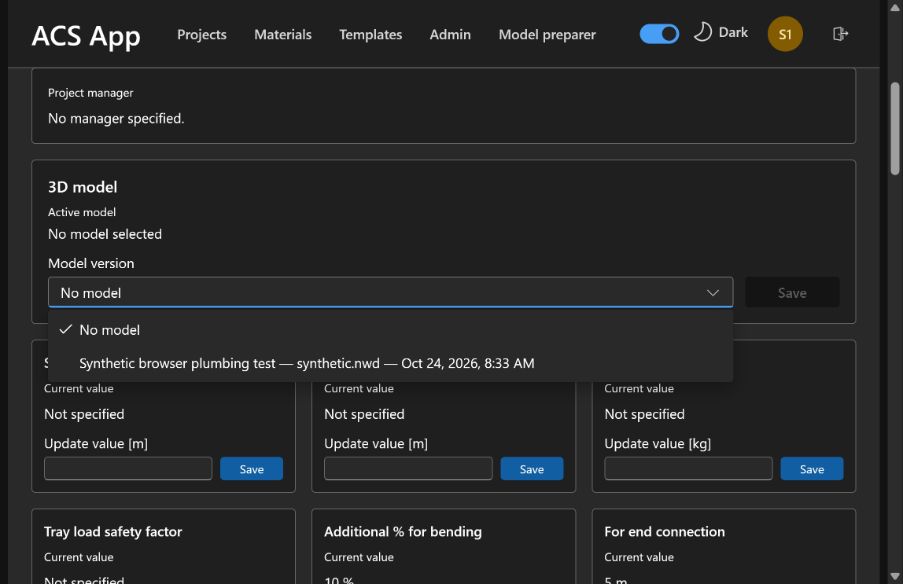 ACS App
Projects
Materials
Templates
Admin
Model preparer
Dark
S1
Project manager
No manager specified.
3D model
Active model
No model selected
Model version
No model
Save
No model
Synthetic browser plumbing test — synthetic.nwd — Oct 24, 2026, 8:33 AM
Current value
Not specified
Update value [m]
Save
Current value
Not specified
Update value [m]
Save
Current value
Not specified
Update value [kg]
Save
Tray load safety factor
Current value
Not specified
Additional % for bending
Current value
10 %
For end connection
Current value
5 m